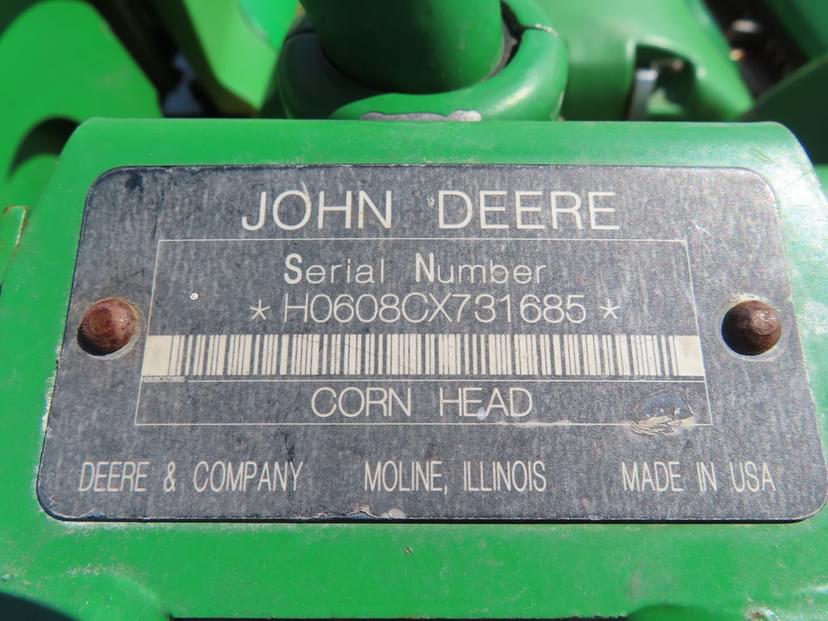 JOHN DEERE
Serial Number
* H0608CX731685 *
CORN HEAD
DEERE & COMPANY MOLINE, ILLINOIS MADE IN USA